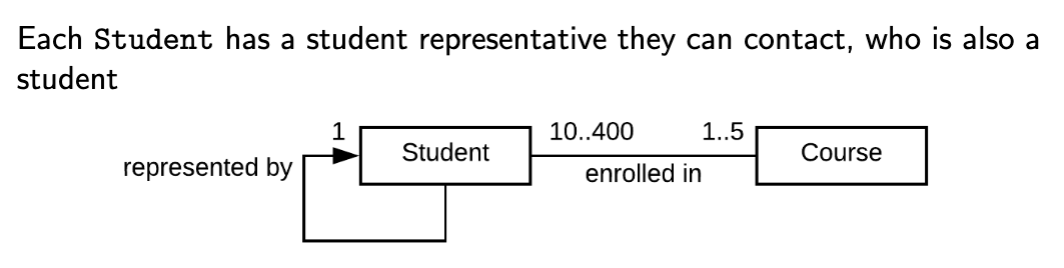 Each Student has a student representative they can contact, who is also a
student
1
10..400
1..5
Student
Course
represented by
enrolled in